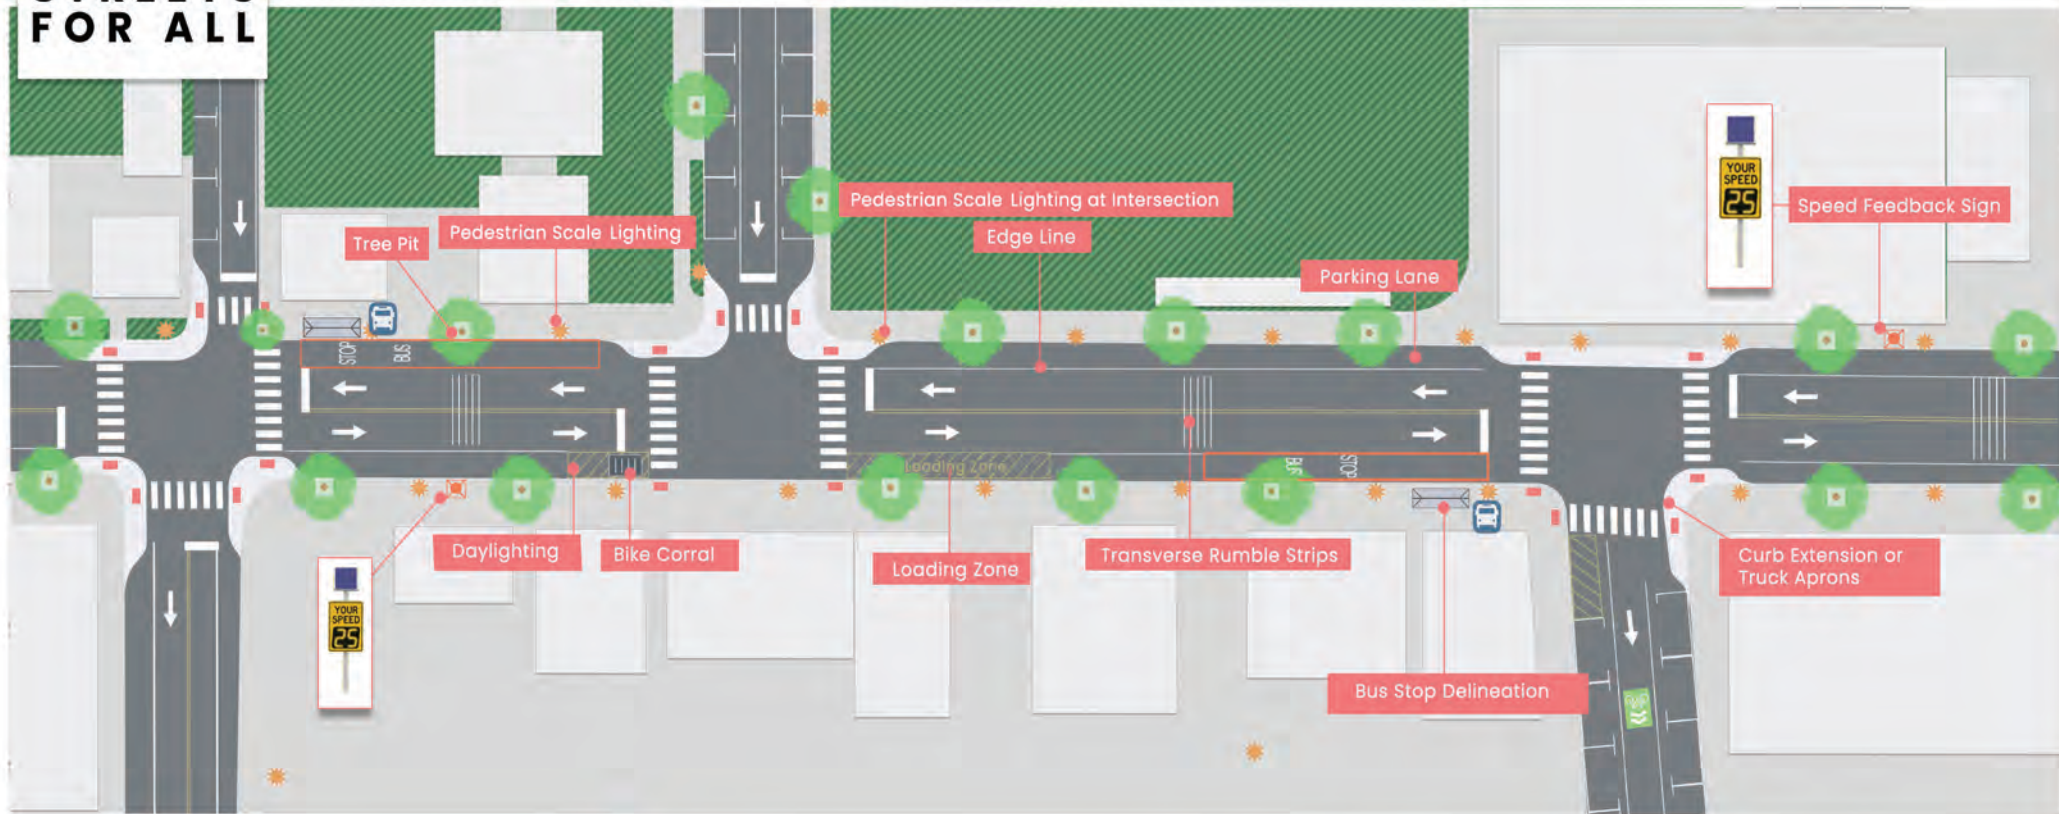 FOR ALL
Tree Pit
Pedestrian Scale Lighting
Pedestrian Scale Lighting at Intersection
Edge Line
Parking Lane
YOUR
SPEED
25
Speed Feedback Sign
STOP
BUS
Loading Zone
BUS
STOP
Daylighting
Bike Corral
Loading Zone
Transverse Rumble Strips
Curb Extension or
Truck Aprons
YOUR
SPEED
25
Bus Stop Delineation